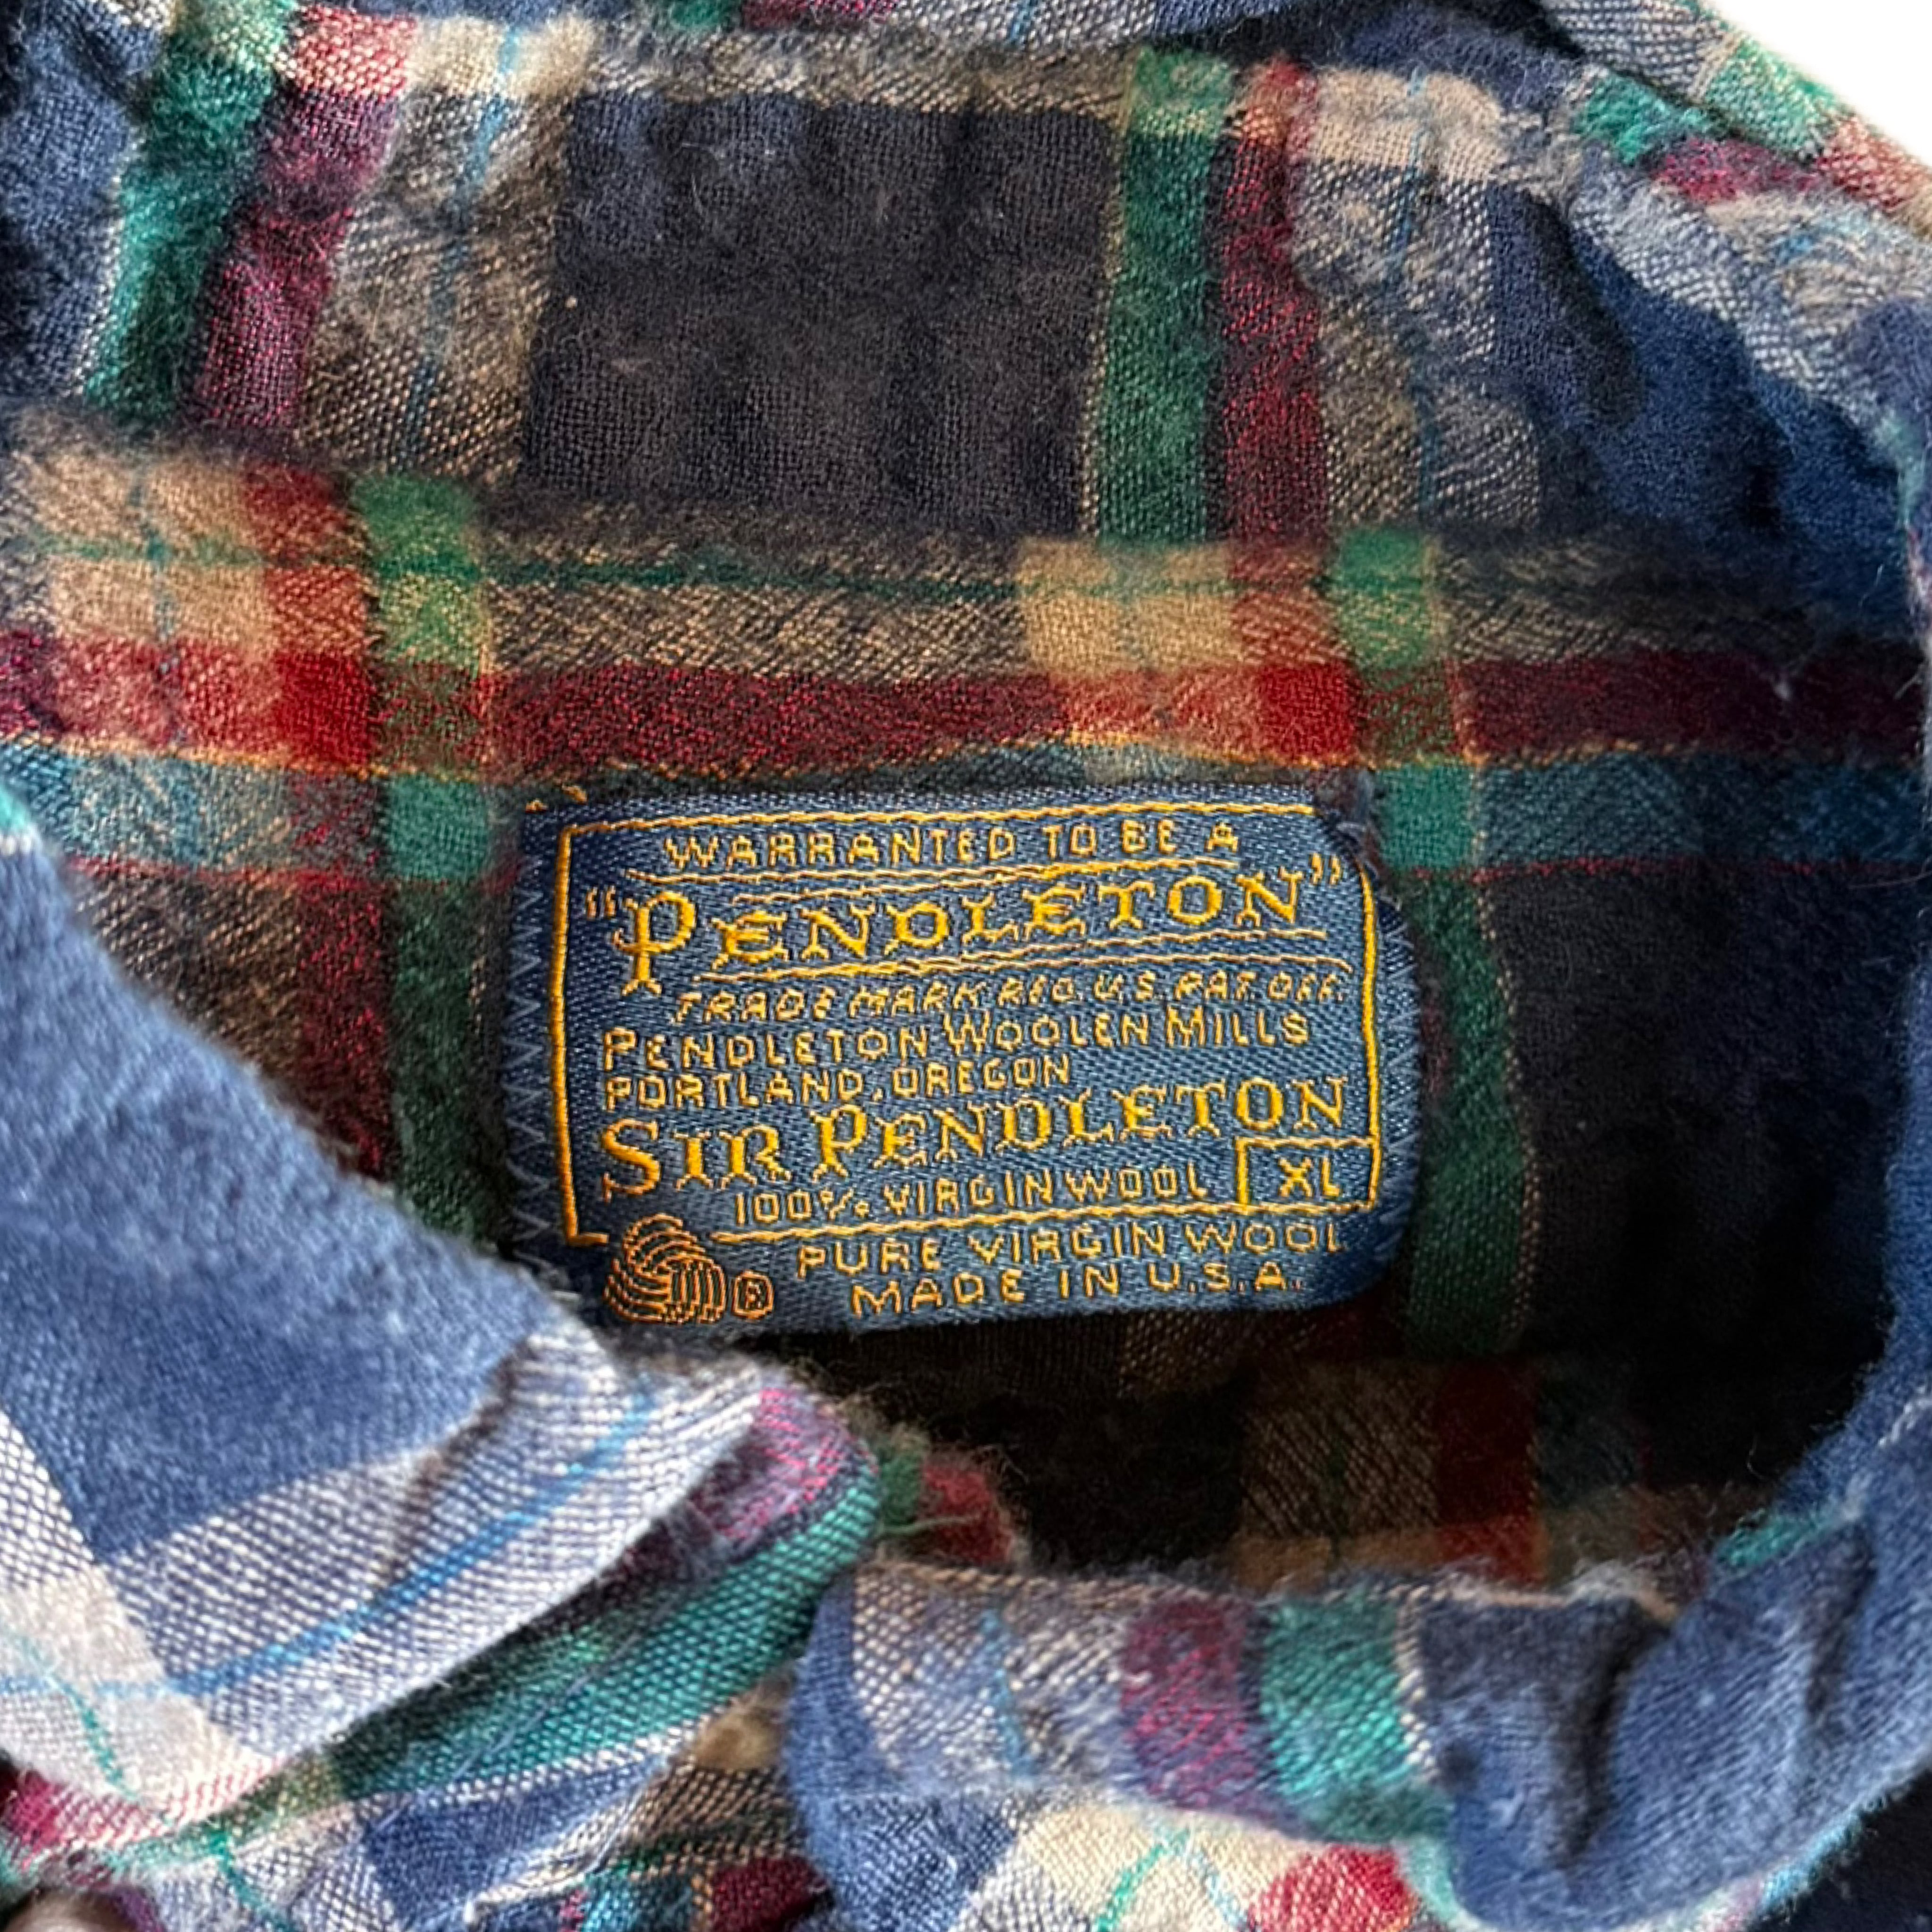 WARRANTED TO BE A
"PENDLETON"
TRADE MARK REG. U.S. PAT. OFF.
PENDLETON WOOLEN MILLS
PORTLAND, OREGON
SIR PENDLETON
100% VIRGIN WOOL XL
® PURE VIRGIN WOOL
MADE IN U.S.A.